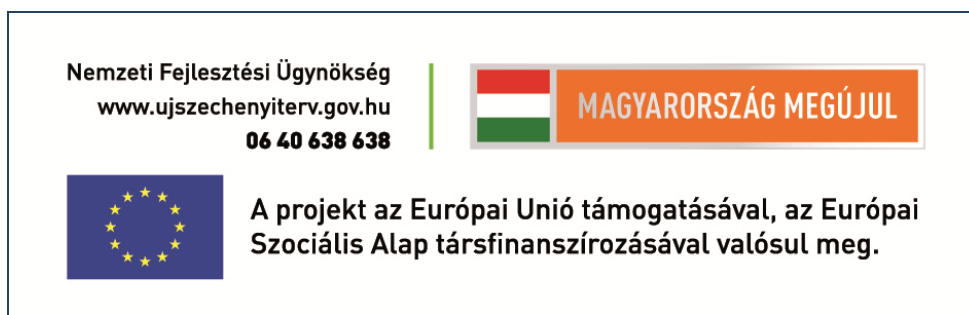 Nemzeti Fejlesztési Ügynökség
www.ujszechenyiterv.gov.hu
06 40 638 638
MAGYARORSZÁG MEGÚJUL
A projekt az Európai Unió támogatásával, az Európai
Szociális Alap társfinanszírozásával valósul meg.